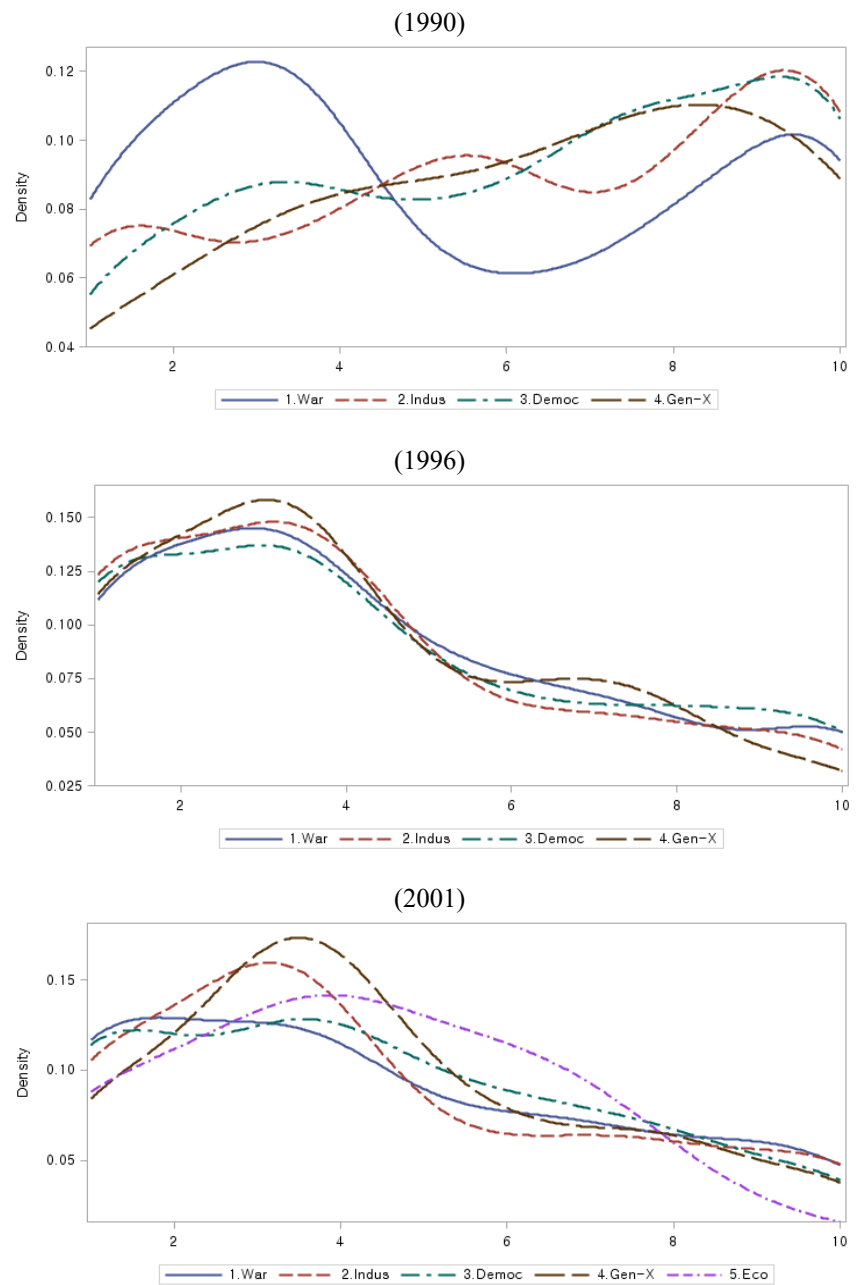 (1990)
0.12
0.10
0.08
0.06
0.04
Density
2 4 6 8 10
1.War 2.Indus 3.Democ 4.Gen-X
(1996)
0.150
0.125
0.100
0.075
0.050
0.025
Density
2 4 6 8 10
1.War 2.Indus 3.Democ 4.Gen-X
(2001)
0.15
0.10
0.05
Density
2 4 6 8 10
1.War 2.Indus 3.Democ 4.Gen-X 5.Eco